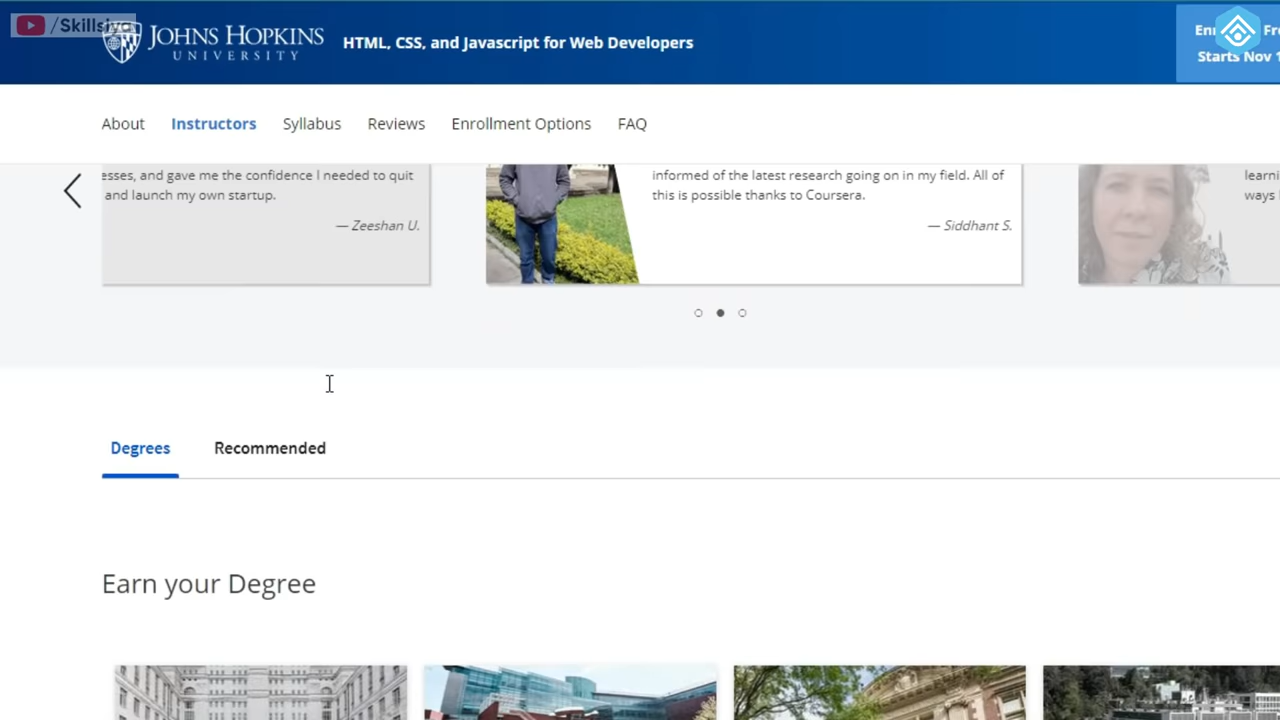 /Skills
JOHNS HOPKINS
UNIVERSITY
HTML, CSS, and Javascript for Web Developers
Starts Nov
About
Instructors
Syllabus
Reviews
Enrollment Options
FAQ
esses, and gave me the confidence I needed to quit
and launch my own startup.
— Zeeshan U.
informed of the latest research going on in my field. All of
this is possible thanks to Coursera.
— Siddhant S.
learni
ways
Degrees
Recommended
Earn your Degree